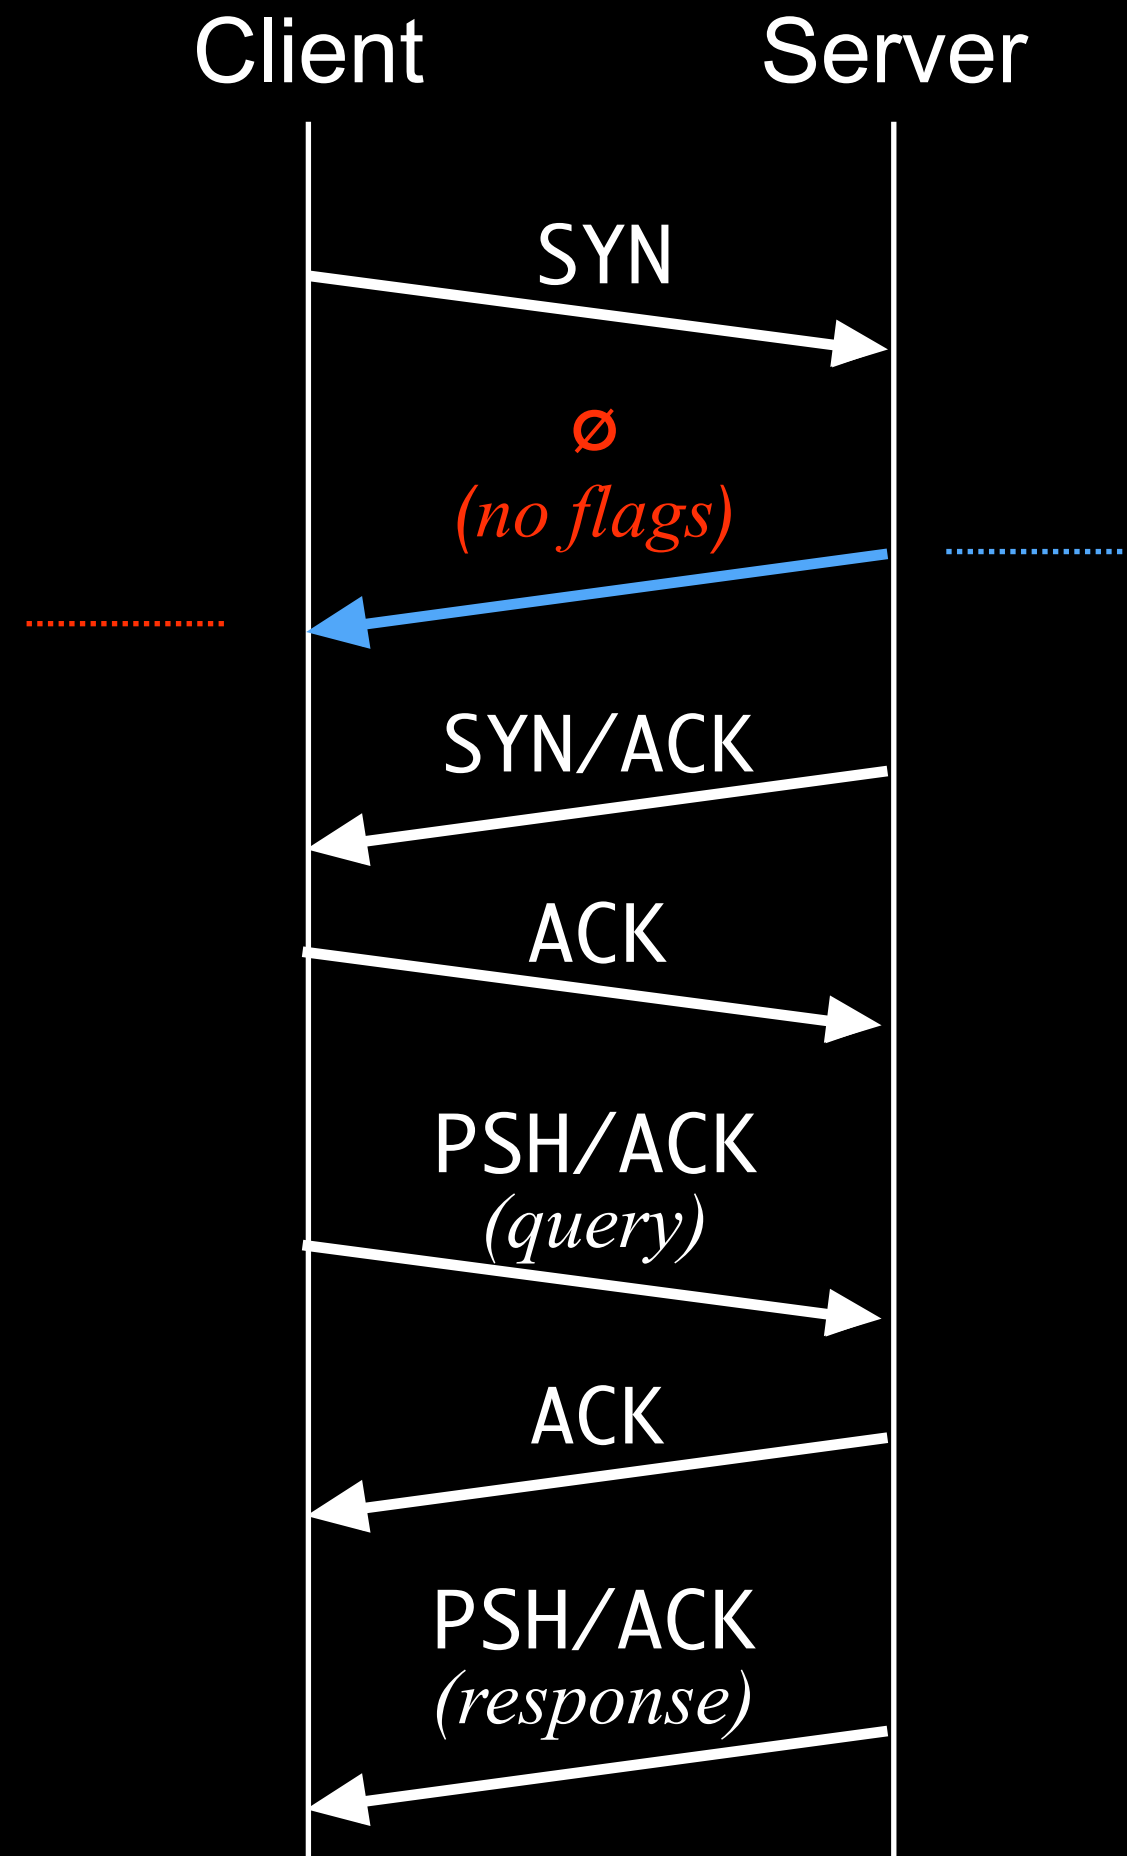 Client Server
SYN
ø
(no flags)
SYN/ACK
ACK
PSH/ACK
(query)
ACK
PSH/ACK
(response)